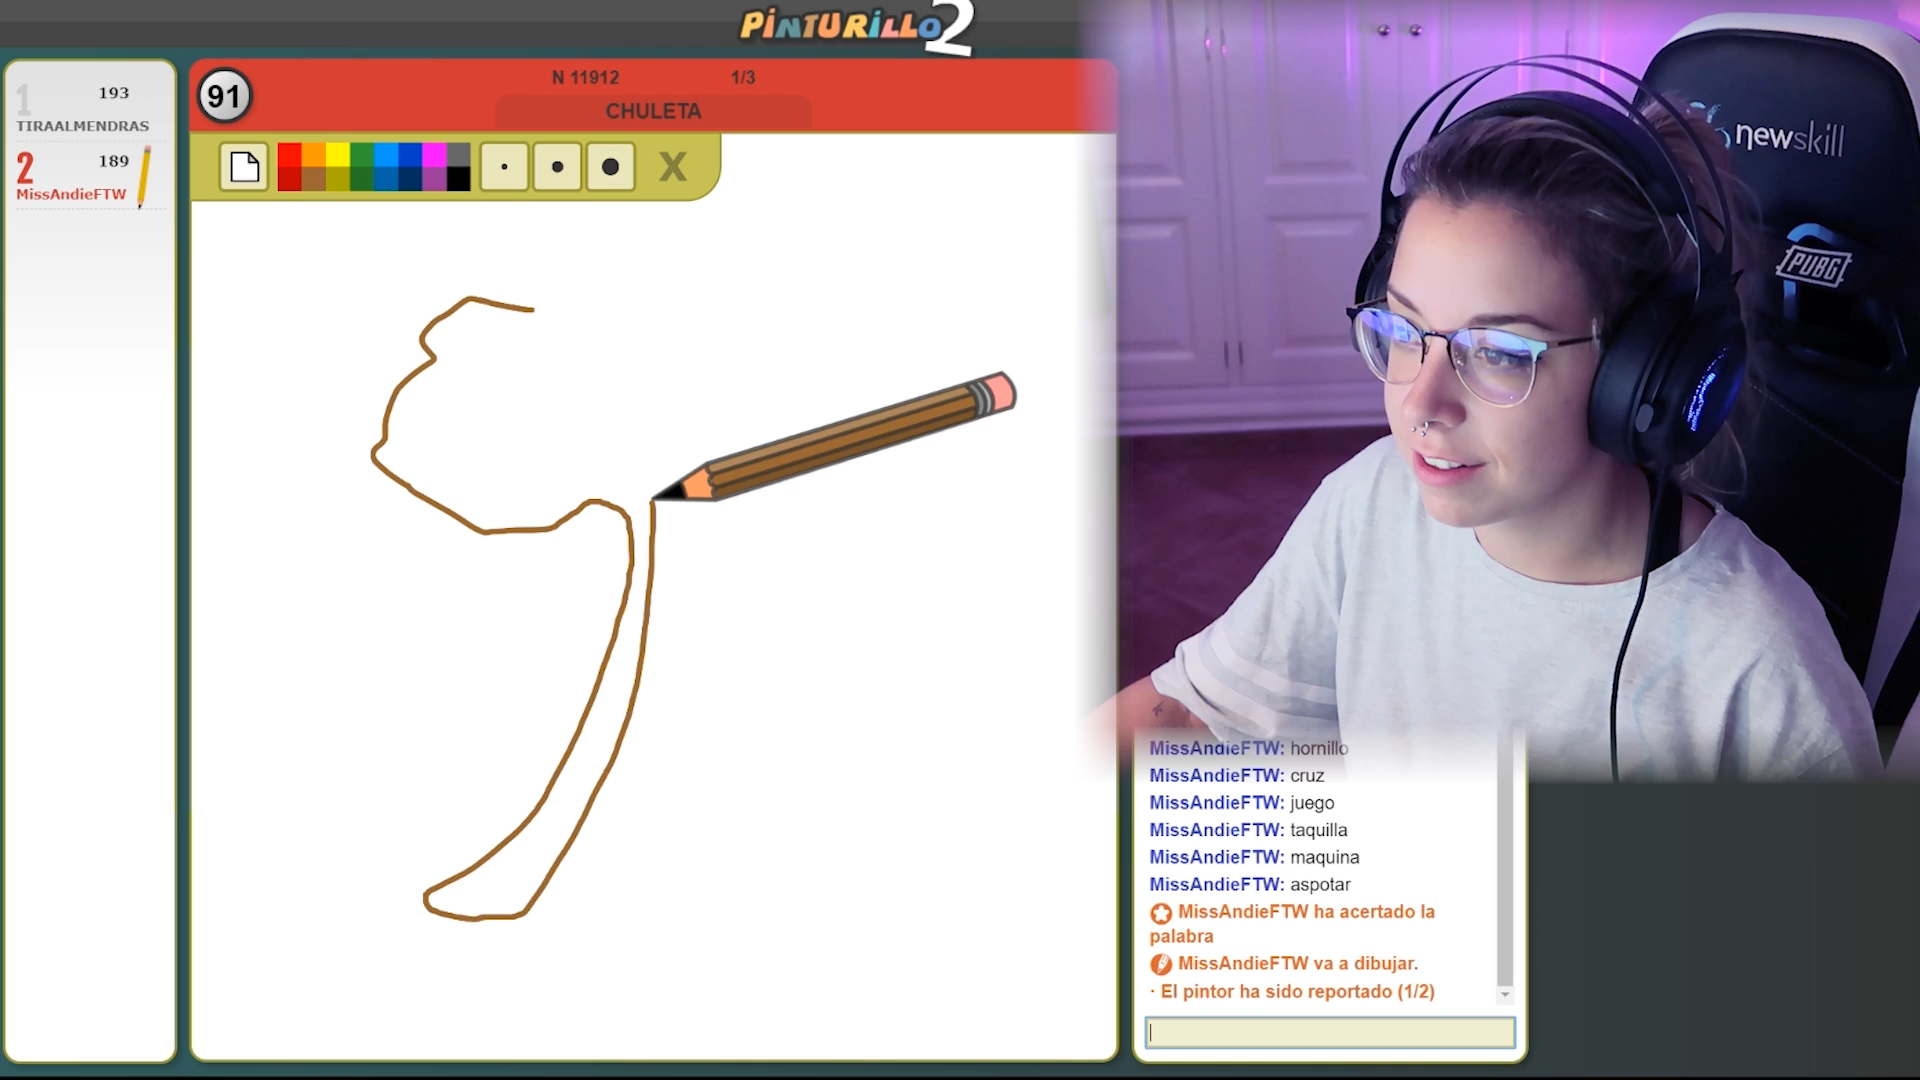 PINTURILLO 2
1 193
TIRAALMENDRAS
2 189
MissAndieFTW
91
N 11912 1/3
CHULETA
X
newskill
PUBG
MissAndieFTW: hornillo
MissAndieFTW: cruz
MissAndieFTW: juego
MissAndieFTW: taquilla
MissAndieFTW: maquina
MissAndieFTW: aspotar
MissAndieFTW ha acertado la
palabra
MissAndieFTW va a dibujar.
· El pintor ha sido reportado (1/2)